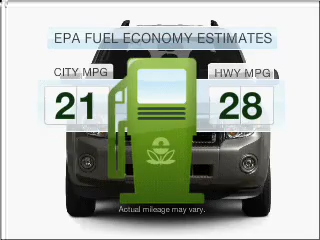 EPA FUEL ECONOMY ESTIMATES
CITY MPG
HWY MPG
21
28
Actual mileage may vary.